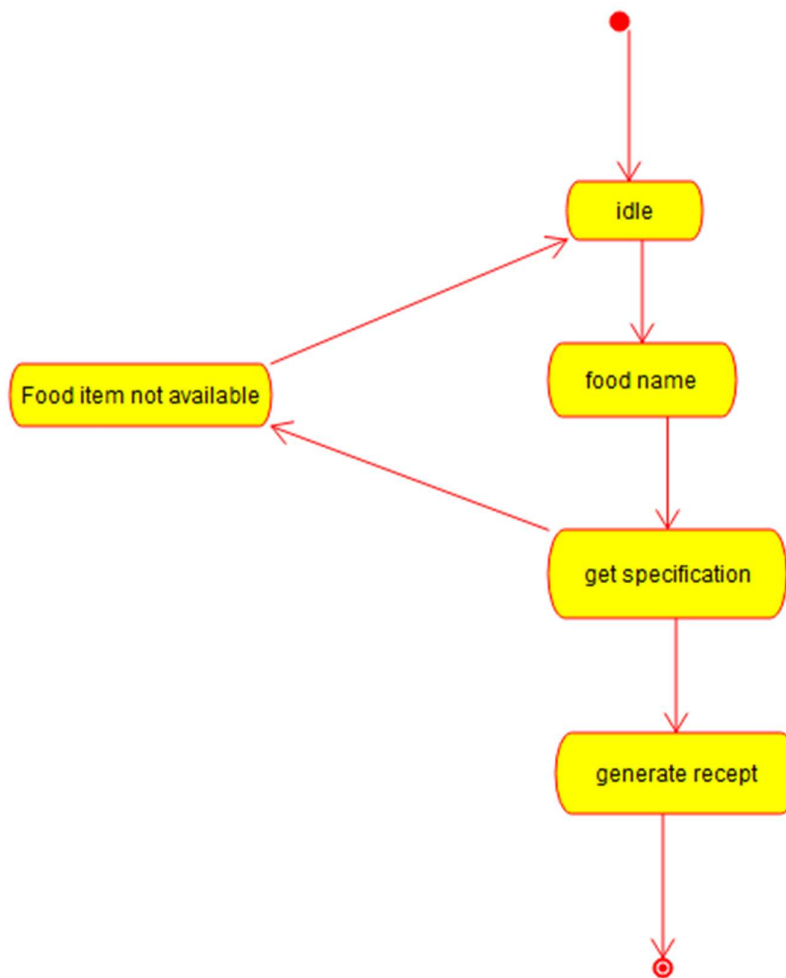 idle
food name
Food item not available
get specification
generate recept